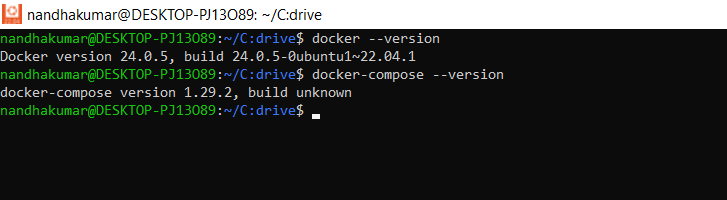 nandhakumar@DESKTOP-PJ13O89: ~/C:drive
nandhakumar@DESKTOP-PJ13O89:~/C:drive$ docker --version
Docker version 24.0.5, build 24.0.5-0ubuntu1~22.04.1
nandhakumar@DESKTOP-PJ13O89:~/C:drive$ docker-compose --version
docker-compose version 1.29.2, build unknown
nandhakumar@DESKTOP-PJ13O89:~/C:drive$